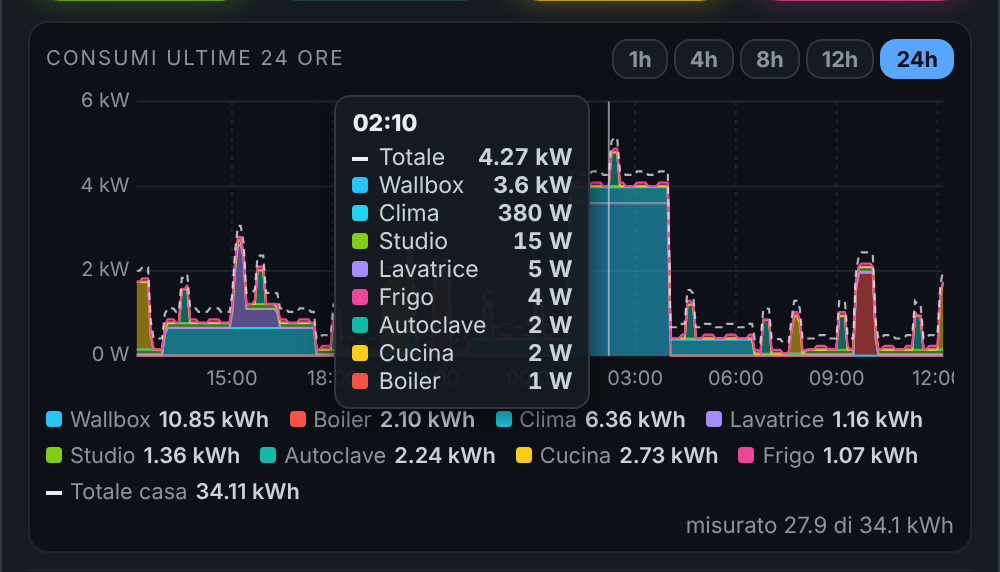 CONSUMI ULTIME 24 ORE
1h 4h 8h 12h 24h
6 kW
4 kW
2 kW
0 W
02:10
Totale 4.27 kW
Wallbox 3.6 kW
Clima 380 W
Studio 15 W
Lavatrice 5 W
Frigo 4 W
Autoclave 2 W
Cucina 2 W
Boiler 1 W
15:00 18: 03:00 06:00 09:00 12:00
Wallbox 10.85 kWh Boiler 2.10 kWh Clima 6.36 kWh Lavatrice 1.16 kWh
Studio 1.36 kWh Autoclave 2.24 kWh Cucina 2.73 kWh Frigo 1.07 kWh
Totale casa 34.11 kWh
misurato 27.9 di 34.1 kWh